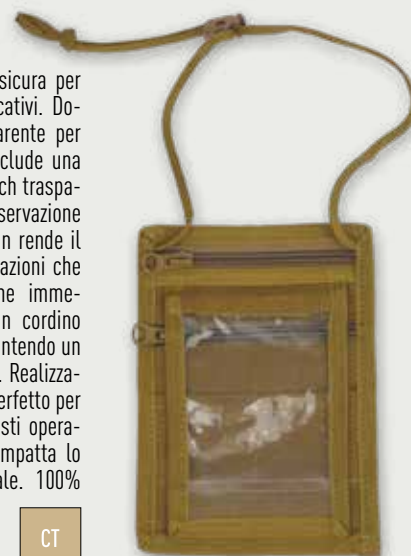 sicura per
cativi. Do-
arente per
clude una
ch traspa-
servazione
n rende il
azioni che
ne imme-
n cordino
ntendo un
. Realizza-
erfetto per
sti opera-
mpatta lo
ale. 100%
CT